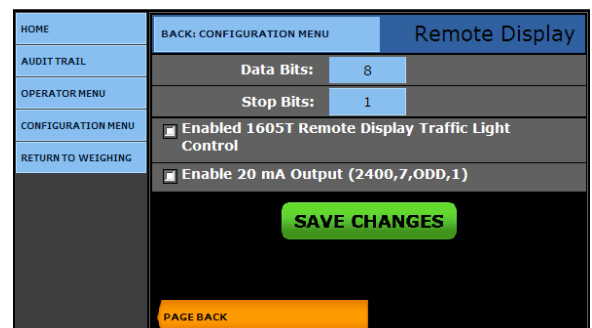 HOME
AUDIT TRAIL
OPERATOR MENU
CONFIGURATION MENU
RETURN TO WEIGHING
BACK: CONFIGURATION MENU
Remote Display
Data Bits: 8
Stop Bits: 1
Enabled 1605T Remote Display Traffic Light
Control
Enable 20 mA Output (2400,7,ODD,1)
SAVE CHANGES
PAGE BACK